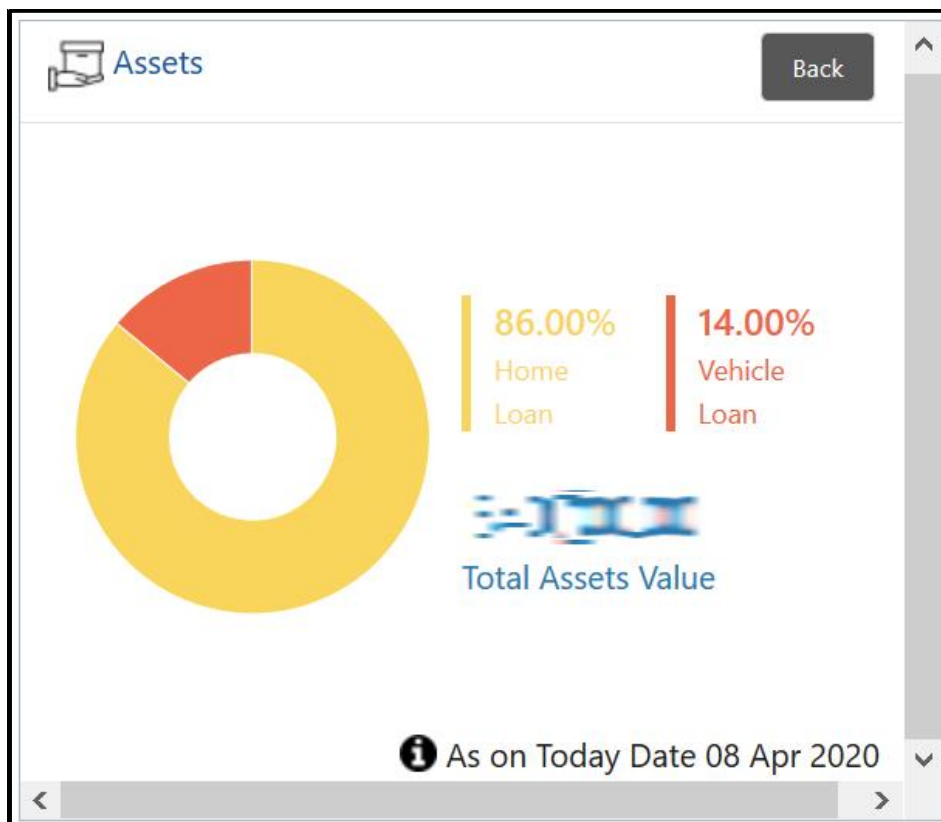 Assets
Back
86.00%
Home
Loan
14.00%
Vehicle
Loan
Total Assets Value
As on Today Date 08 Apr 2020